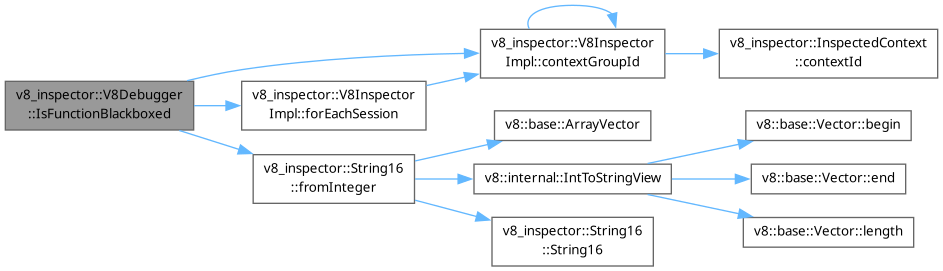 v8_inspector::V8Debugger
::IsFunctionBlackboxed
v8_inspector::V8Inspector
Impl::forEachSession
v8_inspector::String16
::fromInteger
v8_inspector::V8Inspector
Impl::contextGroupId
v8::base::ArrayVector
v8::internal::IntToStringView
v8_inspector::String16
::String16
v8_inspector::InspectedContext
::contextId
v8::base::Vector::begin
v8::base::Vector::end
v8::base::Vector::length